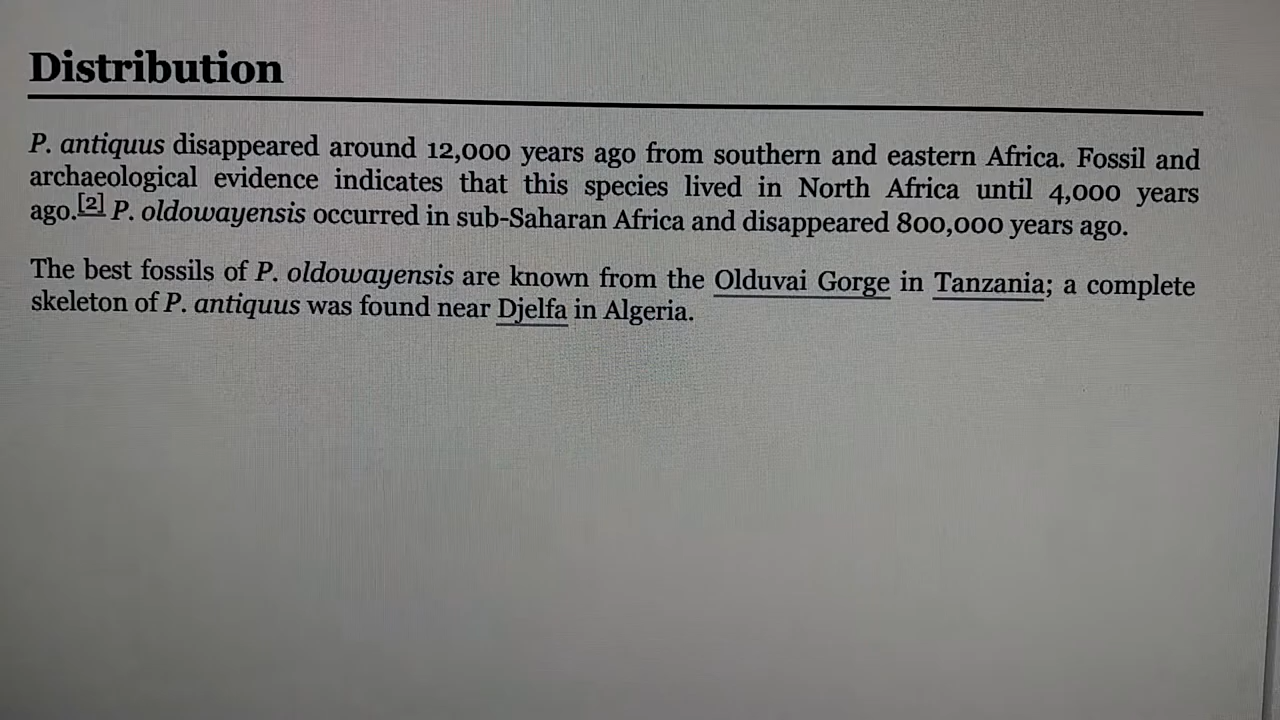 Distribution
P. antiquus disappeared around 12,000 years ago from southern and eastern Africa. Fossil and
archaeological evidence indicates that this species lived in North Africa until 4,000 years
ago.[2] P. oldowayensis occurred in sub-Saharan Africa and disappeared 800,000 years ago.
The best fossils of P. oldowayensis are known from the Olduvai Gorge in Tanzania; a complete
skeleton of P. antiquus was found near Djelfa in Algeria.